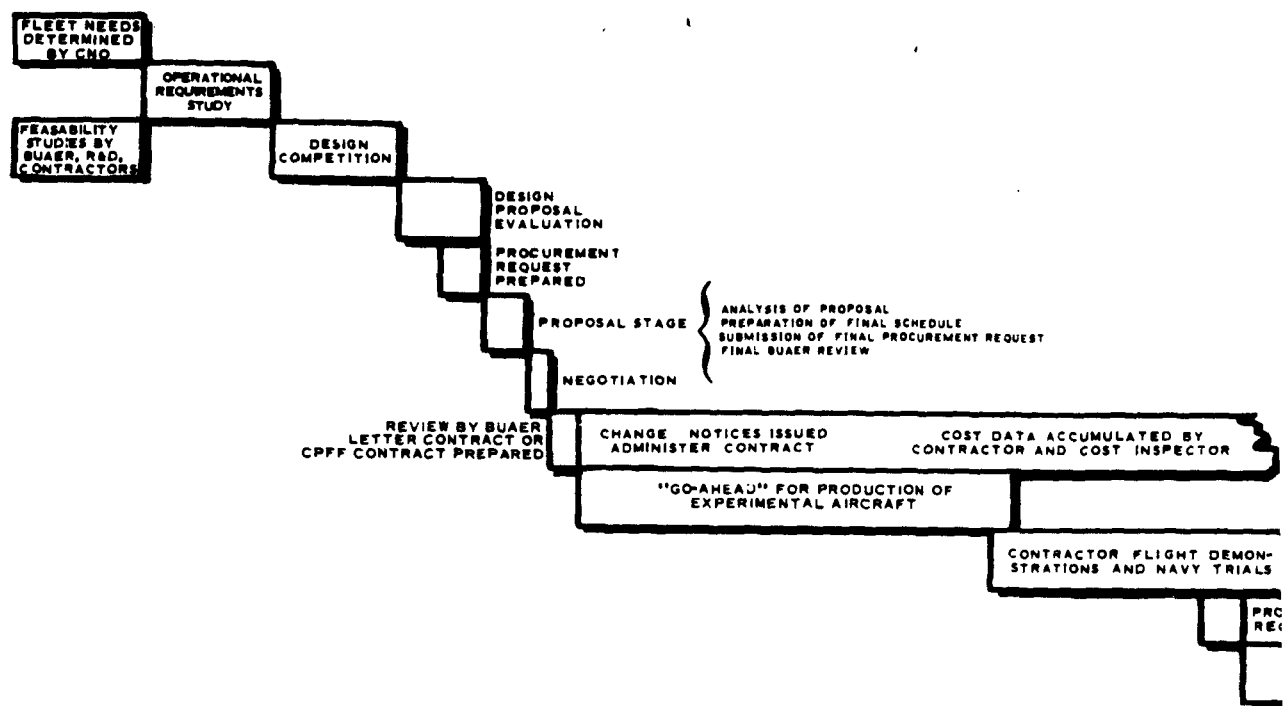 FLEET NEEDS
DETERMINED
BY CNO
OPERATIONAL
REQUIREMENTS
STUDY
FEASABILITY
STUDIES BY
BUAER, R&D,
CONTRACTORS
DESIGN
COMPETITION
DESIGN
PROPOSAL
EVALUATION
PROCUREMENT
REQUEST
PREPARED
PROPOSAL STAGE
ANALYSIS OF PROPOSAL
PREPARATION OF FINAL SCHEDULE
SUBMISSION OF FINAL PROCUREMENT REQUEST
FINAL BUAER REVIEW
NEGOTIATION
REVIEW BY BUAER
LETTER CONTRACT OR
CPFF CONTRACT PREPARED
CHANGE NOTICES ISSUED
ADMINISTER CONTRACT
COST DATA ACCUMULATED BY
CONTRACTOR AND COST INSPECTOR
"GO-AHEAD" FOR PRODUCTION OF
EXPERIMENTAL AIRCRAFT
CONTRACTOR FLIGHT DEMON-
STRATIONS AND NAVY TRIALS
PRO
REQ